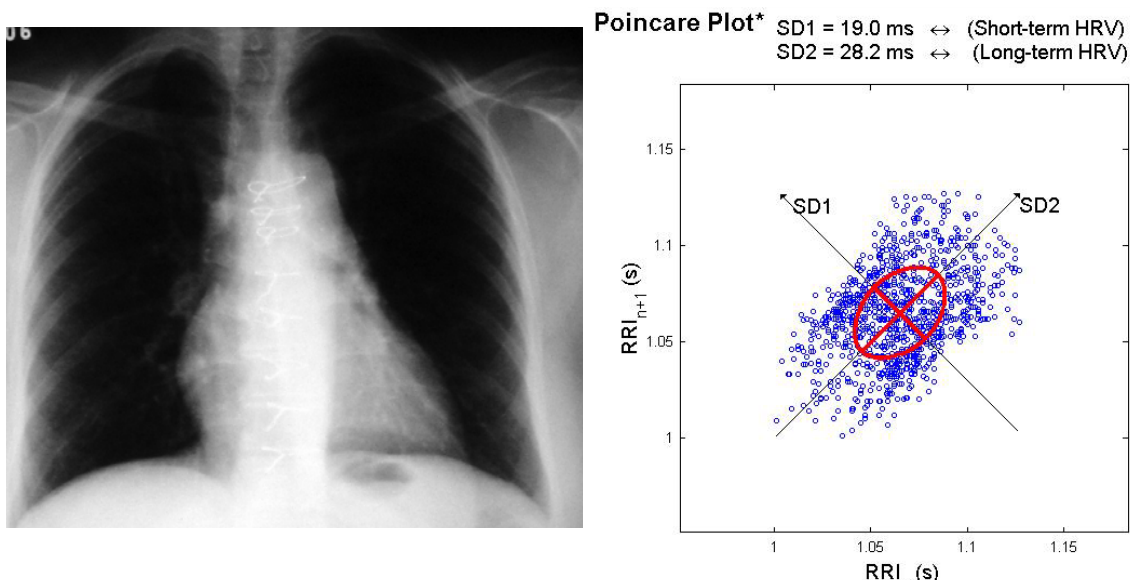 Poincare Plot*
SD1 = 19.0 ms ↔ (Short-term HRV)
SD2 = 28.2 ms ↔ (Long-term HRV)
1.15
1.1
1.05
1
RRI n+1 (s)
SD1
SD2
1
1.05
1.1
1.15
RRI (s)